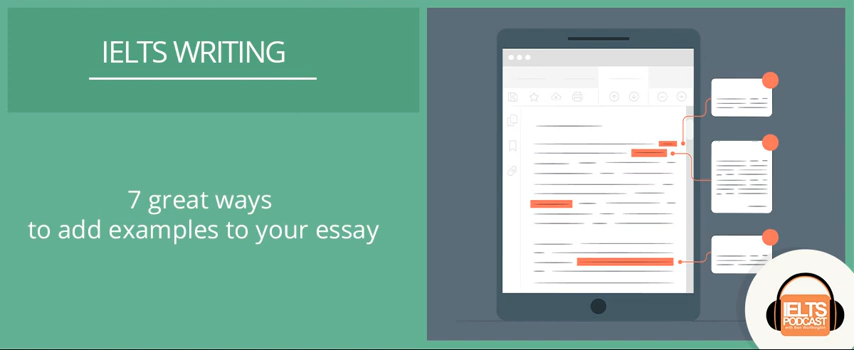 IELTS WRITING
7 great ways
to add examples to your essay
IELTS
PODCAST